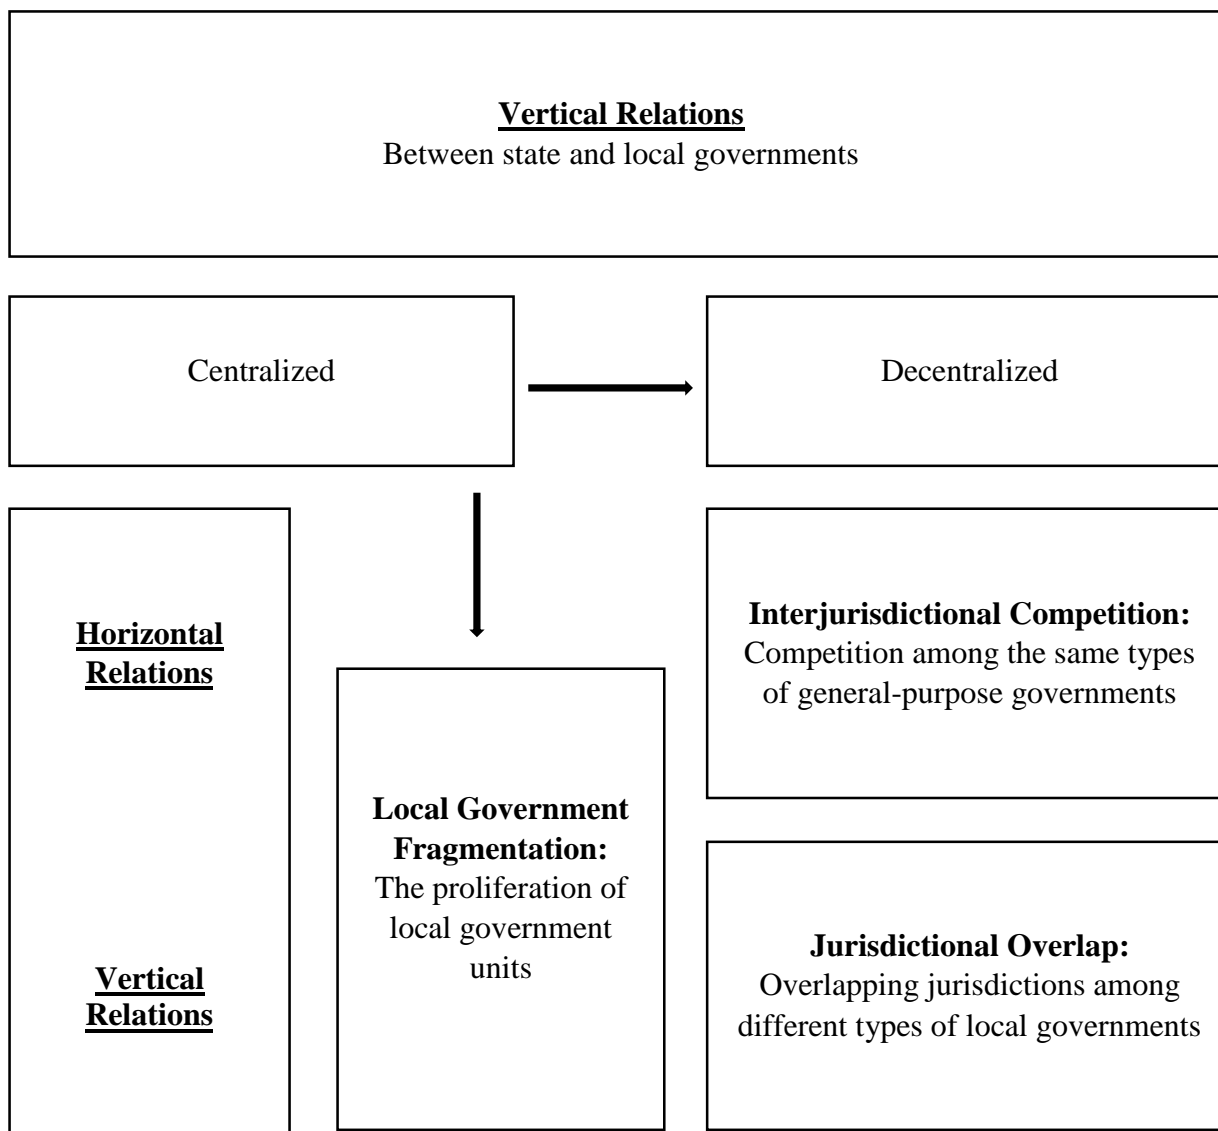 Vertical Relations
Between state and local governments
Centralized
Decentralized
Horizontal
Relations
Vertical
Relations
Local Government
Fragmentation:
The proliferation of
local government
units
Interjurisdictional Competition:
Competition among the same types
of general-purpose governments
Jurisdictional Overlap:
Overlapping jurisdictions among
different types of local governments